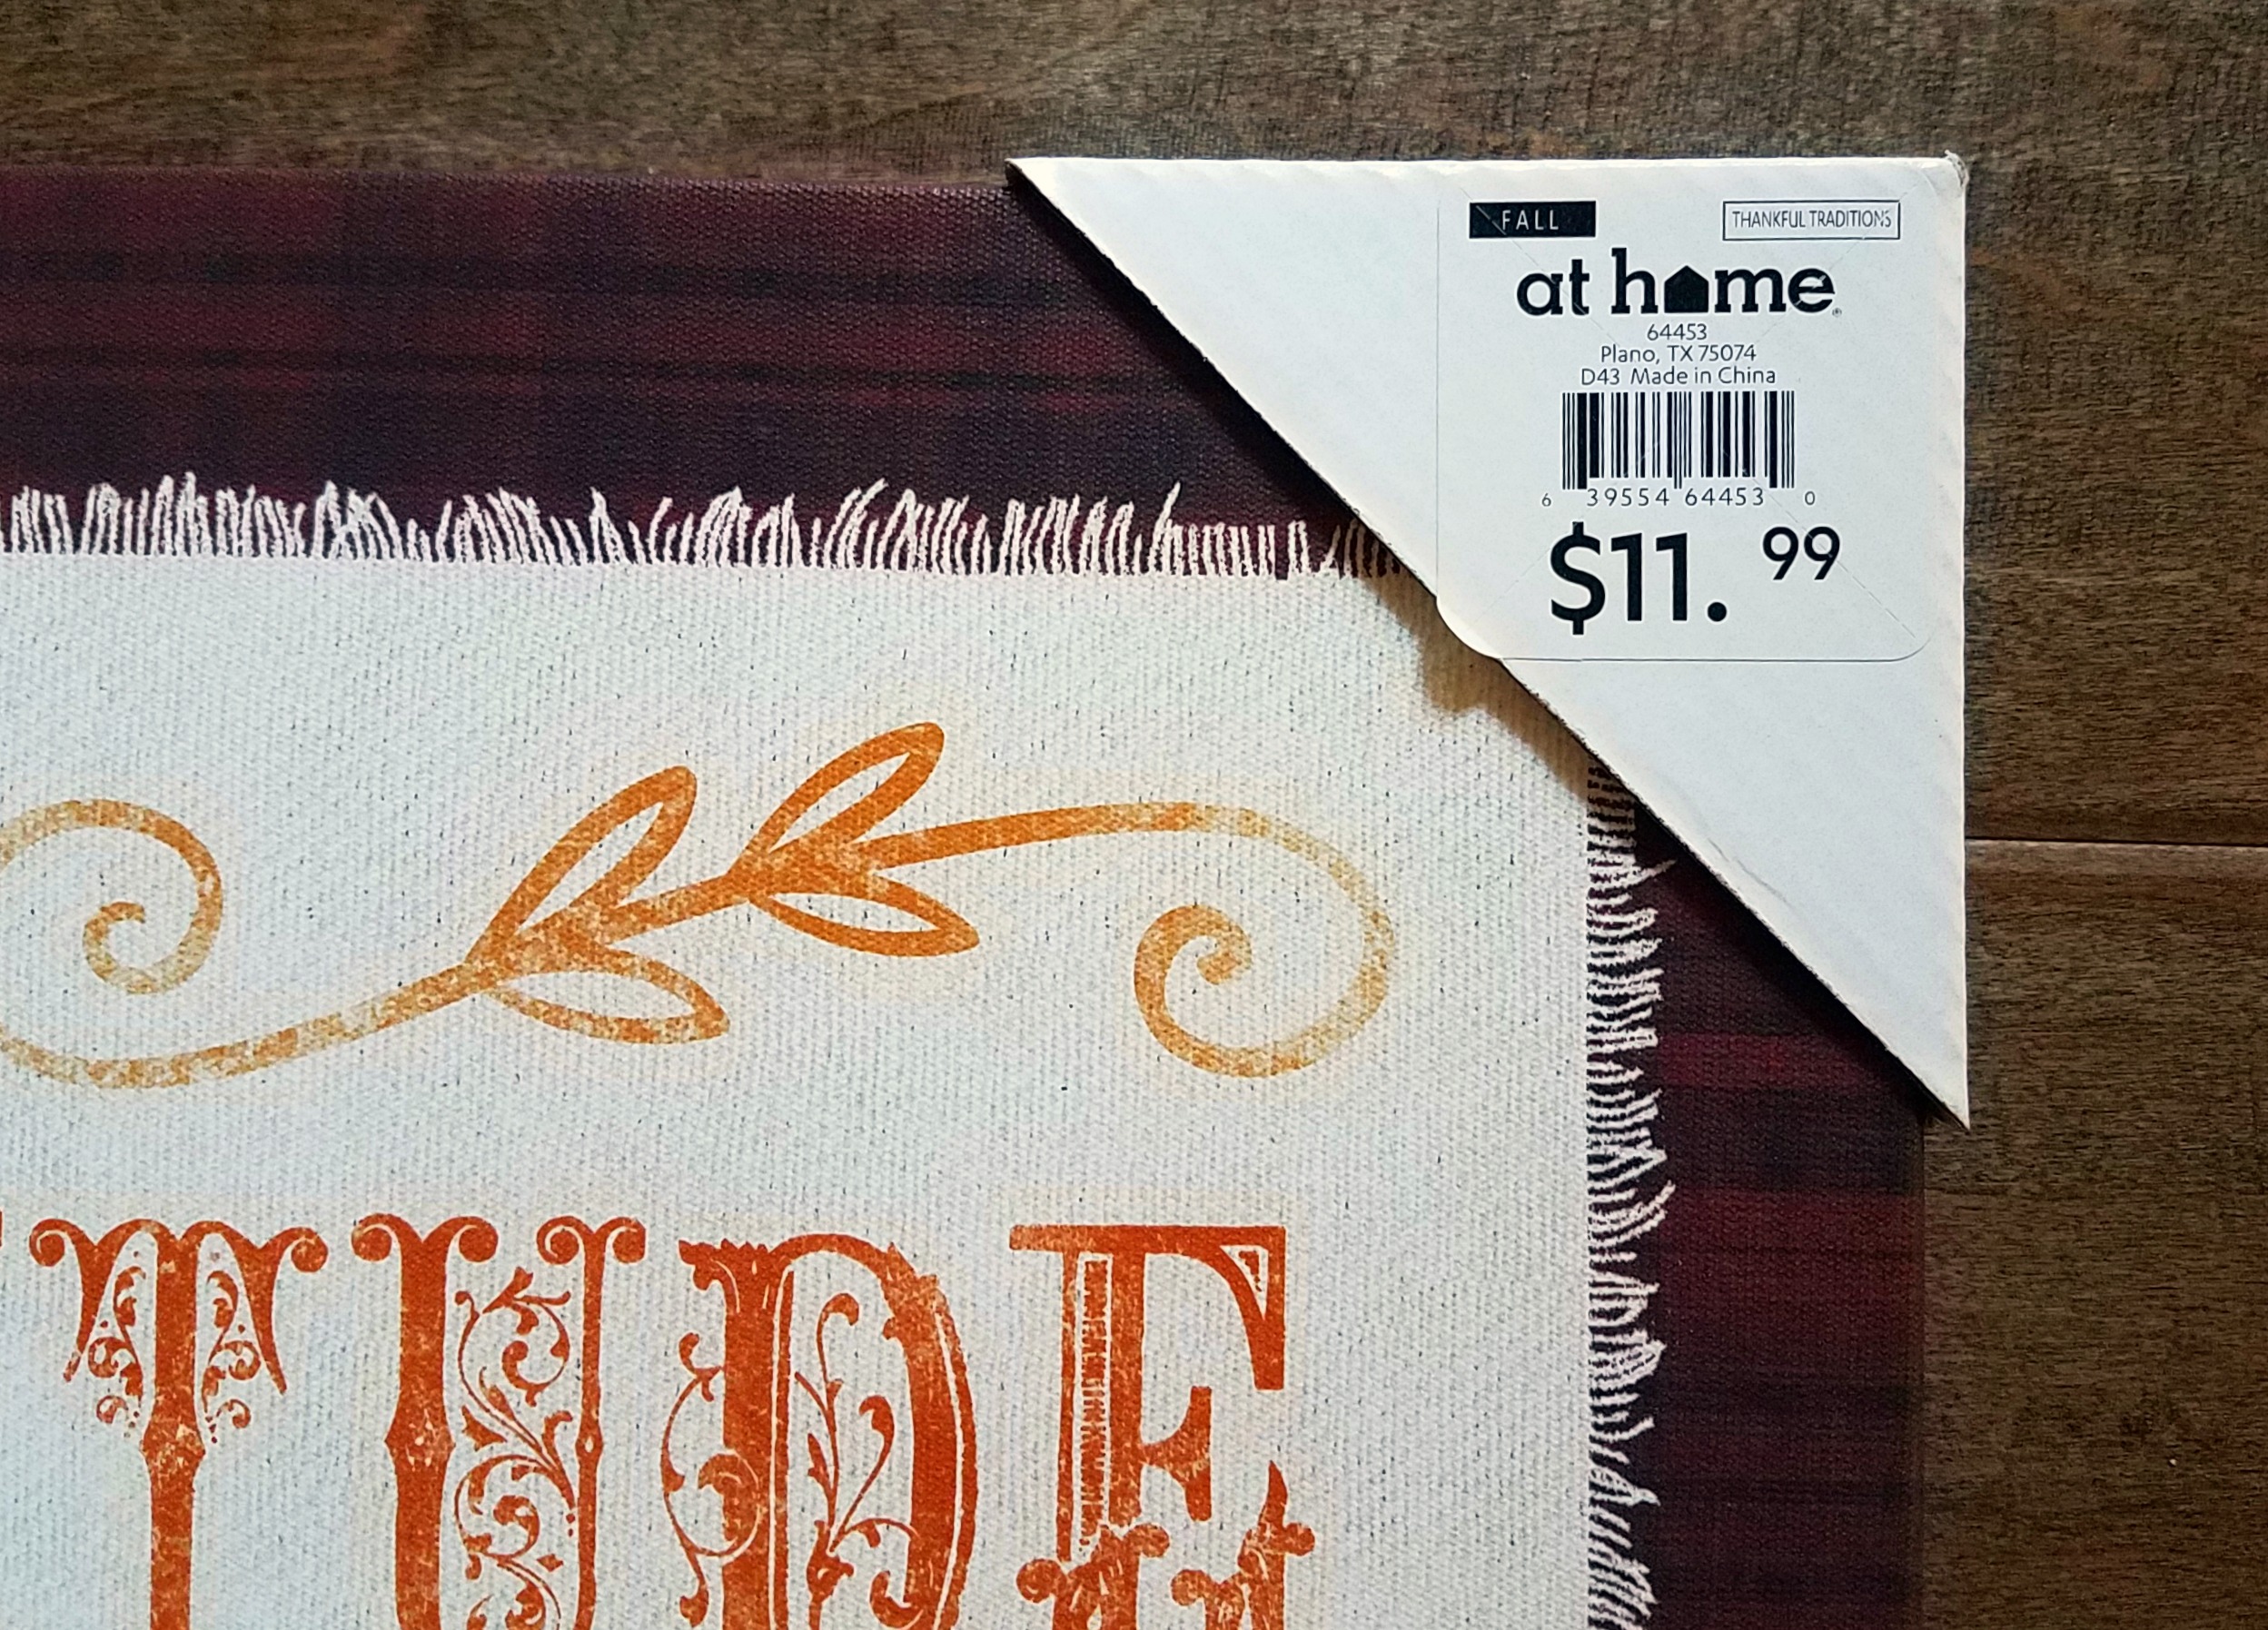 FALL
THANKFUL TRADITIONS
at home
64453
Plano, TX 75074
D43 Made in China
6 39554 64453 0
$11.99
TUDE